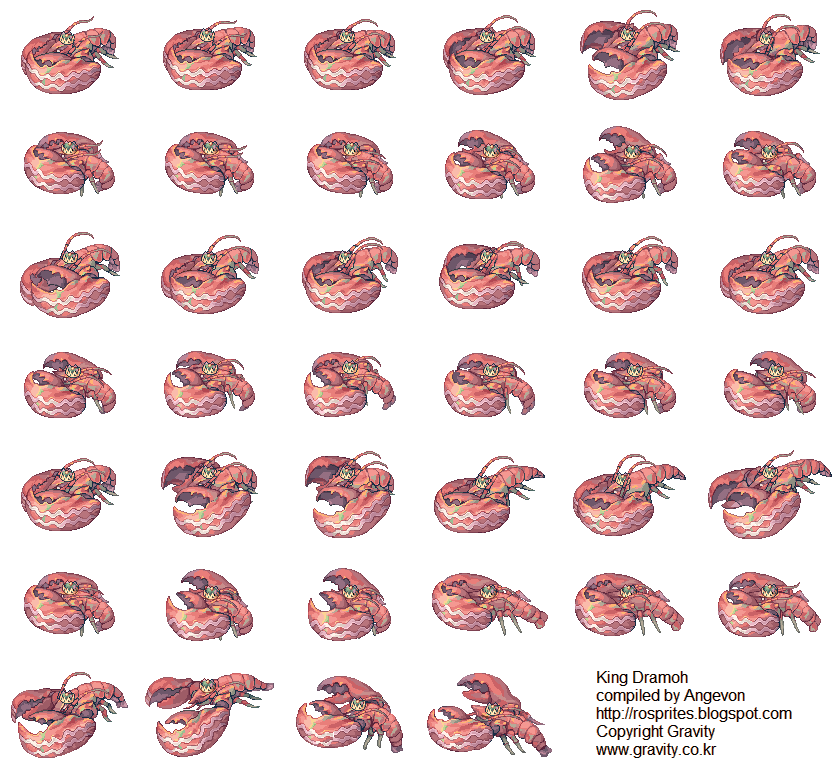 King Dramoh
compiled by Angevon
http://rosprites.blogspot.com
Copyright Gravity
www.gravity.co.kr